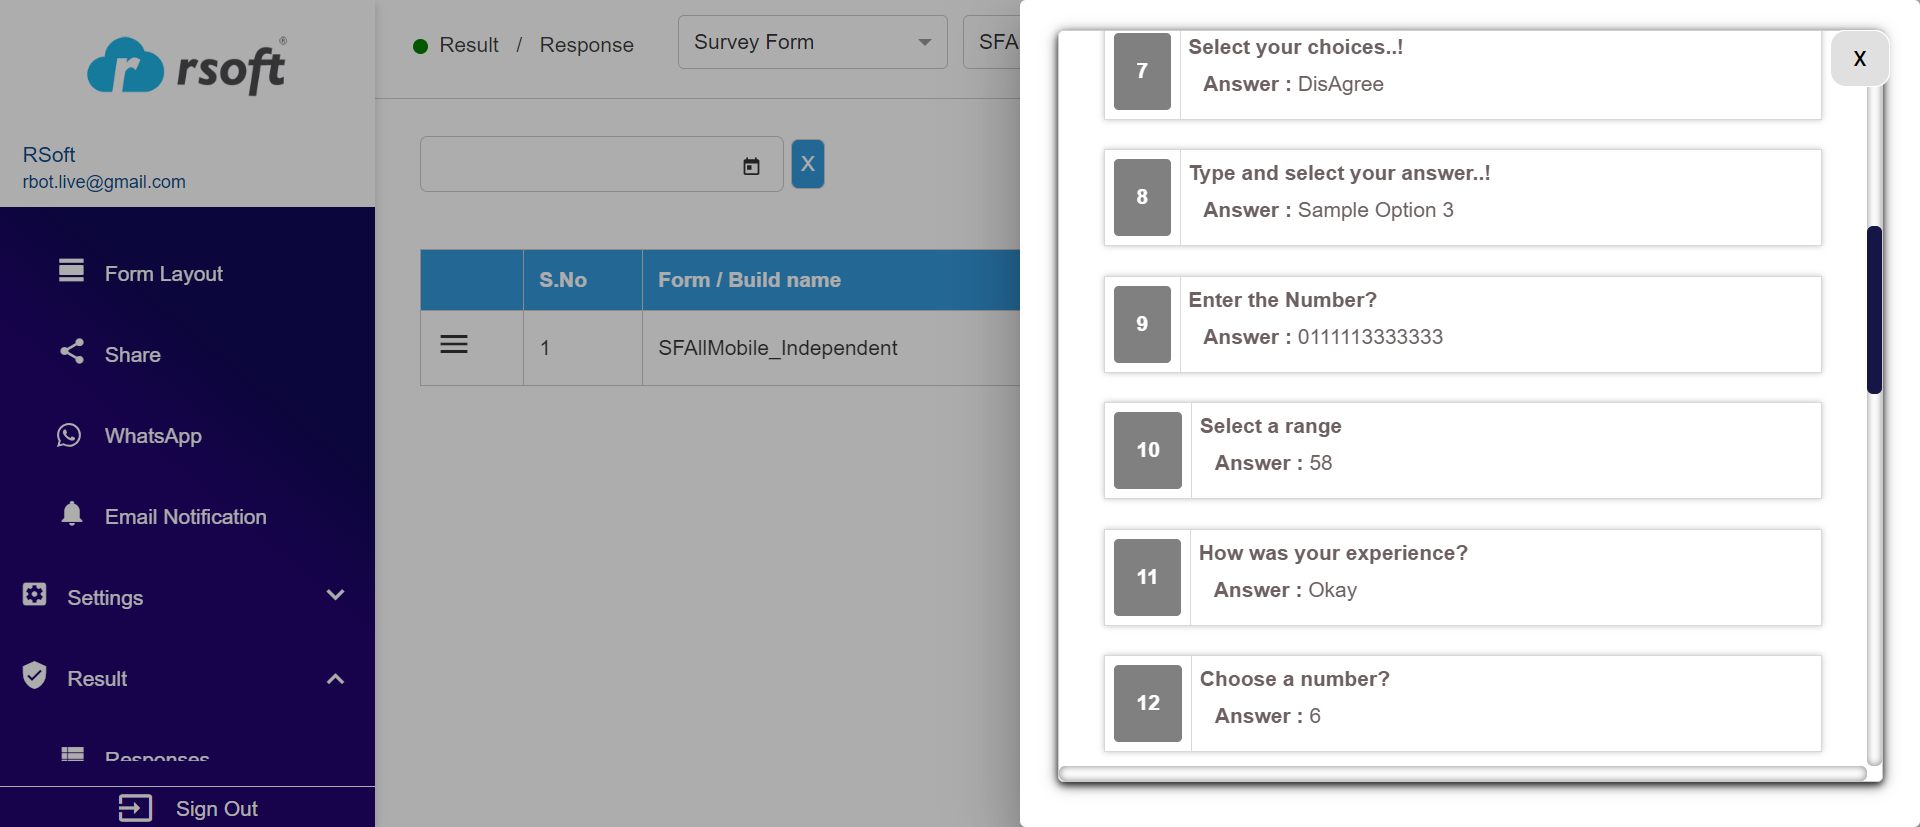 rsoft®
RSoft
rbot.live@gmail.com
Form Layout
Share
WhatsApp
Email Notification
Settings
Result
Responses
Sign Out
Result / Response
Survey Form
SFA
X
S.No Form / Build name
1 SFAllMobile_Independent
X
7 Select your choices..!
Answer : DisAgree
8 Type and select your answer..!
Answer : Sample Option 3
9 Enter the Number?
Answer : 0111113333333
10 Select a range
Answer : 58
11 How was your experience?
Answer : Okay
12 Choose a number?
Answer : 6